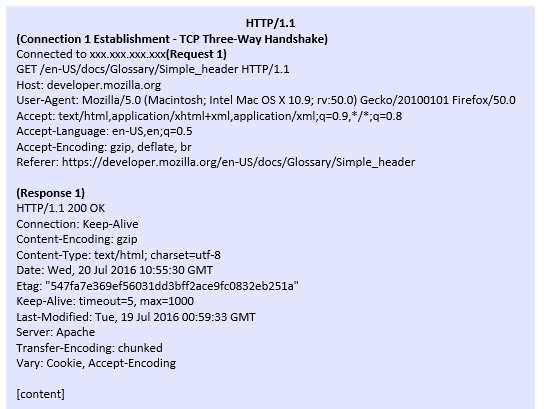 HTTP/1.1
(Connection 1 Establishment - TCP Three-Way Handshake)
Connected to xxx.xxx.xxx.xxx(Request 1)
GET /en-US/docs/Glossary/Simple_header HTTP/1.1
Host: developer.mozilla.org
User-Agent: Mozilla/5.0 (Macintosh; Intel Mac OS X 10.9; rv:50.0) Gecko/20100101 Firefox/50.0
Accept: text/html,application/xhtml+xml,application/xml;q=0.9,*/*;q=0.8
Accept-Language: en-US,en;q=0.5
Accept-Encoding: gzip, deflate, br
Referer: https://developer.mozilla.org/en-US/docs/Glossary/Simple_header
(Response 1)
HTTP/1.1 200 OK
Connection: Keep-Alive
Content-Encoding: gzip
Content-Type: text/html; charset=utf-8
Date: Wed, 20 Jul 2016 10:55:30 GMT
Etag: "547fa7e369ef56031dd3bff2ace9fc0832eb251a"
Keep-Alive: timeout=5, max=1000
Last-Modified: Tue, 19 Jul 2016 00:59:33 GMT
Server: Apache
Transfer-Encoding: chunked
Vary: Cookie, Accept-Encoding
[content]